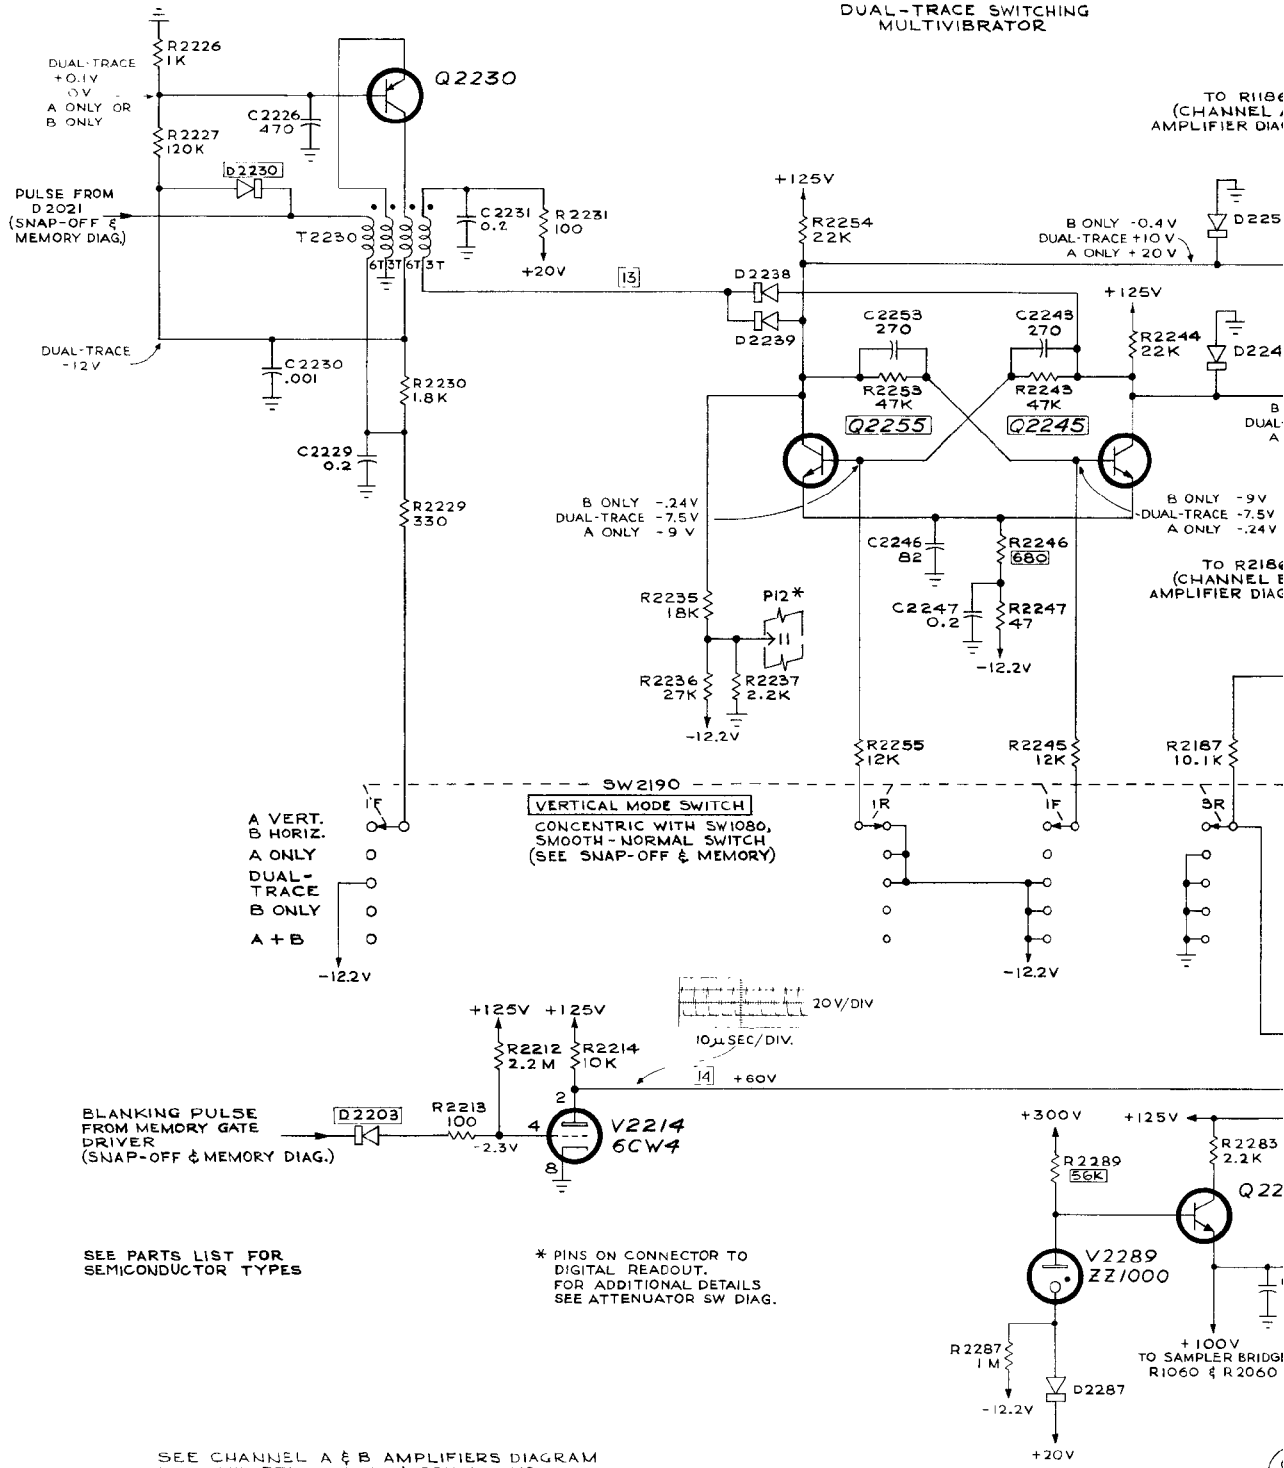 DUAL-TRACE SWITCHING
MULTIVIBRATOR
R2226
1K
DUAL-TRACE
+0.1V
0V
A ONLY OR
B ONLY
Q2230
C2226
470
R2227
120K
D2230
PULSE FROM
D2021
(SNAP-OFF &
MEMORY DIAG.)
T2230
6T 3T 6T 3T
C2231
0.2
R2231
100
+20V
13
DUAL-TRACE
-12V
C2230
.001
R2230
1.8K
C2229
0.2
R2229
330
TO R1186
(CHANNEL A
AMPLIFIER DIAG
+125V
R2254
22K
B ONLY -0.4V
DUAL-TRACE +10V
A ONLY +20V
D225
D2238
D2239
+125V
C2253
270
C2243
270
R2244
22K
D224
R2253
47K
R2243
47K
Q2255
Q2245
B
DUAL-
A
B ONLY -.24V
DUAL-TRACE -7.5V
A ONLY -9V
B ONLY -9V
DUAL-TRACE -7.5V
A ONLY -.24V
C2246
82
R2246
680
C2247
0.2
R2247
47
-12.2V
TO R2186
(CHANNEL B
AMPLIFIER DIAG
R2235
18K
P12*
11
R2236
27K
R2237
2.2K
-12.2V
R2255
12K
R2245
12K
R2187
10.1K
SW2190
VERTICAL MODE SWITCH
CONCENTRIC WITH SW1080,
SMOOTH-NORMAL SWITCH
(SEE SNAP-OFF & MEMORY)
1F
1R
1F
3R
A VERT.
B HORIZ.
A ONLY
DUAL-
TRACE
B ONLY
A + B
-12.2V
-12.2V
20V/DIV
10µSEC/DIV.
14 +60V
+125V +125V
R2212
2.2M
R2214
10K
BLANKING PULSE
FROM MEMORY GATE
DRIVER
(SNAP-OFF & MEMORY DIAG.)
D2203
R2213
100
-2.3V
2
4
8
V2214
6CW4
+300V
+125V
R2289
56K
R2283
2.2K
Q22
V2289
ZZ1000
SEE PARTS LIST FOR
SEMICONDUCTOR TYPES
* PINS ON CONNECTOR TO
DIGITAL READOUT.
FOR ADDITIONAL DETAILS
SEE ATTENUATOR SW DIAG.
R2287
1M
-12.2V
D2287
+20V
+100V
TO SAMPLER BRIDGE
R1060 & R2060
SEE CHANNEL A & B AMPLIFIERS DIAGRAM